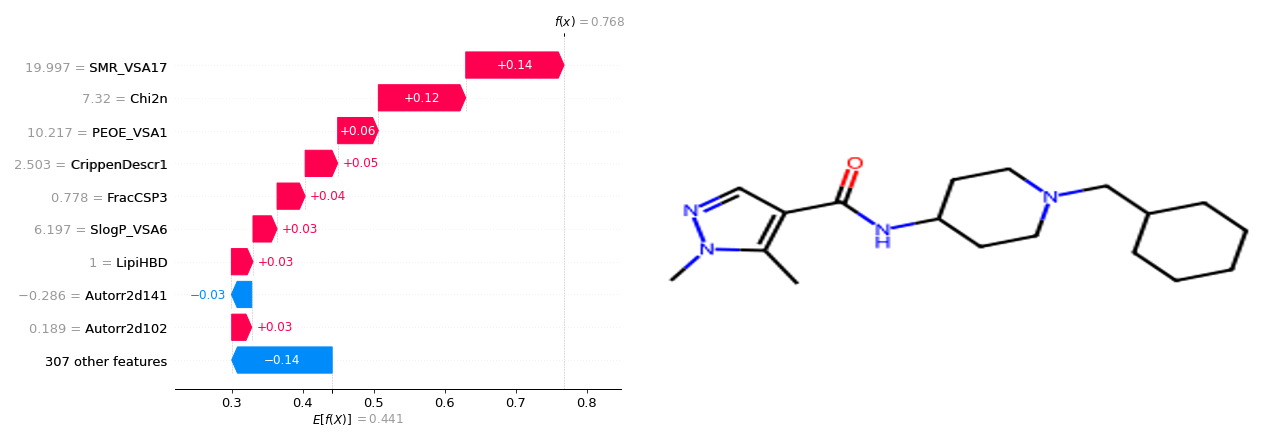 f(x) = 0.768
19.997 = SMR_VSA17
+0.14
7.32 = Chi2n
+0.12
10.217 = PEOE_VSA1
+0.06
2.503 = CrippenDescr1
+0.05
0.778 = FracCSP3
+0.04
6.197 = SlogP_VSA6
+0.03
1 = LipiHBD
+0.03
−0.286 = Autorr2d141
−0.03
0.189 = Autorr2d102
+0.03
307 other features
−0.14
0.3 0.4 0.5 0.6 0.7 0.8
E[f(X)] = 0.441
O
N
N
N
H
N